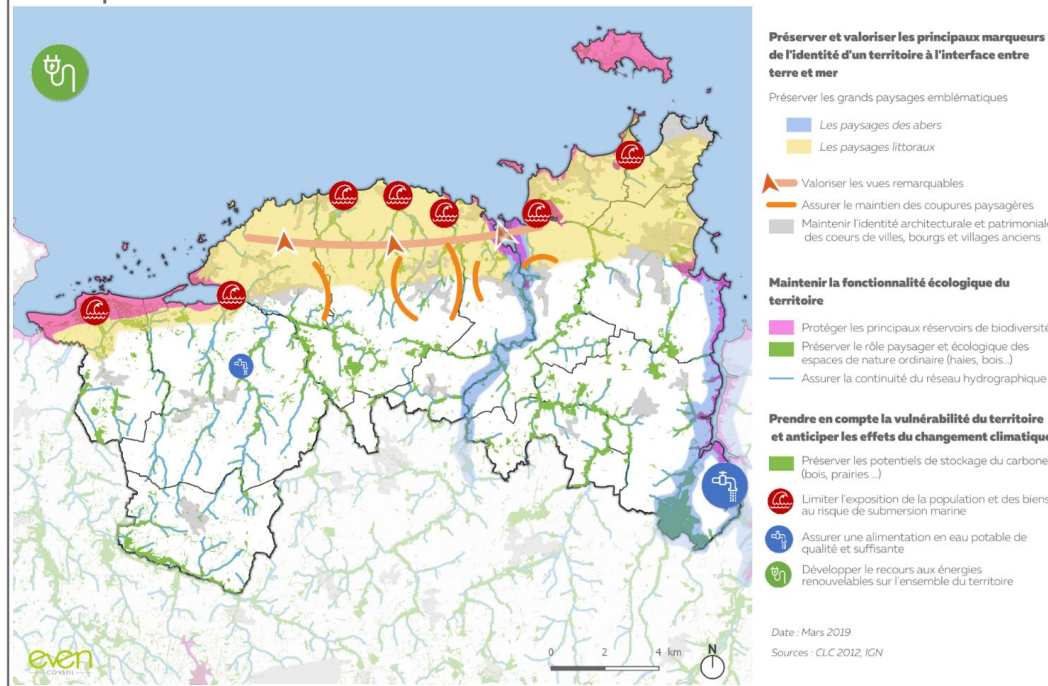 Préserver et valoriser les principaux marqueurs
de l'identité d'un territoire à l'interface entre
terre et mer
Préserver les grands paysages emblématiques
Les paysages des abers
Les paysages littoraux
Valoriser les vues remarquables
Assurer le maintien des coupures paysagères
Maintenir l'identité architecturale et patrimoniale
des coeurs de villes, bourgs et villages anciens
Maintenir la fonctionnalité écologique du
territoire
Protéger les principaux réservoirs de biodiversité
Préserver le rôle paysager et écologique des
espaces de nature ordinaire (haies, bois...)
Assurer la continuité du réseau hydrographique
Prendre en compte la vulnérabilité du territoire
et anticiper les effets du changement climatique
Préserver les potentiels de stockage du carbone
(bois, prairies ...)
Limiter l'exposition de la population et des biens
au risque de submersion marine
Assurer une alimentation en eau potable de
qualité et suffisante
Développer le recours aux énergies
renouvelables sur l'ensemble du territoire
Date : Mars 2019
Sources : CLC 2012, IGN
0 2 4 km
N
even
CONSEIL